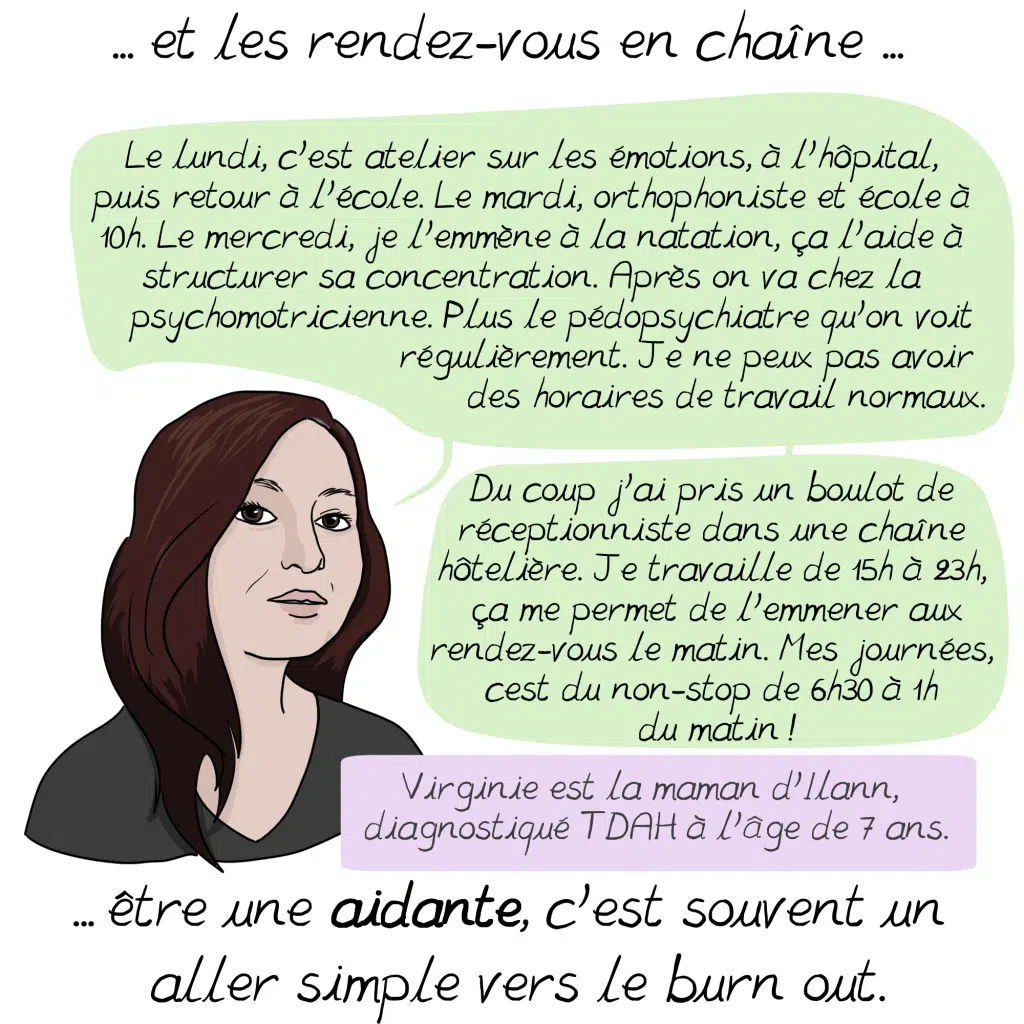 ... et les rendez-vous en chaîne ...
Le lundi, c'est atelier sur les émotions, à l'hôpital,
puis retour à l'école. Le mardi, orthophoniste et école à
10h. Le mercredi, je l'emmène à la natation, ça l'aide à
structurer sa concentration. Après on va chez la
psychomotricienne. Plus le pédopsychiatre qu'on voit
régulièrement. Je ne peux pas avoir
des horaires de travail normaux.
Du coup j'ai pris un boulot de
réceptionniste dans une chaîne
hôtelière. Je travaille de 15h à 23h,
ça me permet de l'emmener aux
rendez-vous le matin. Mes journées,
cest du non-stop de 6h30 à 1h
du matin !
Virginie est la maman d'Ilann,
diagnostiqué TDAH à l'âge de 7 ans.
... être une aidante, c'est souvent un
aller simple vers le burn out.